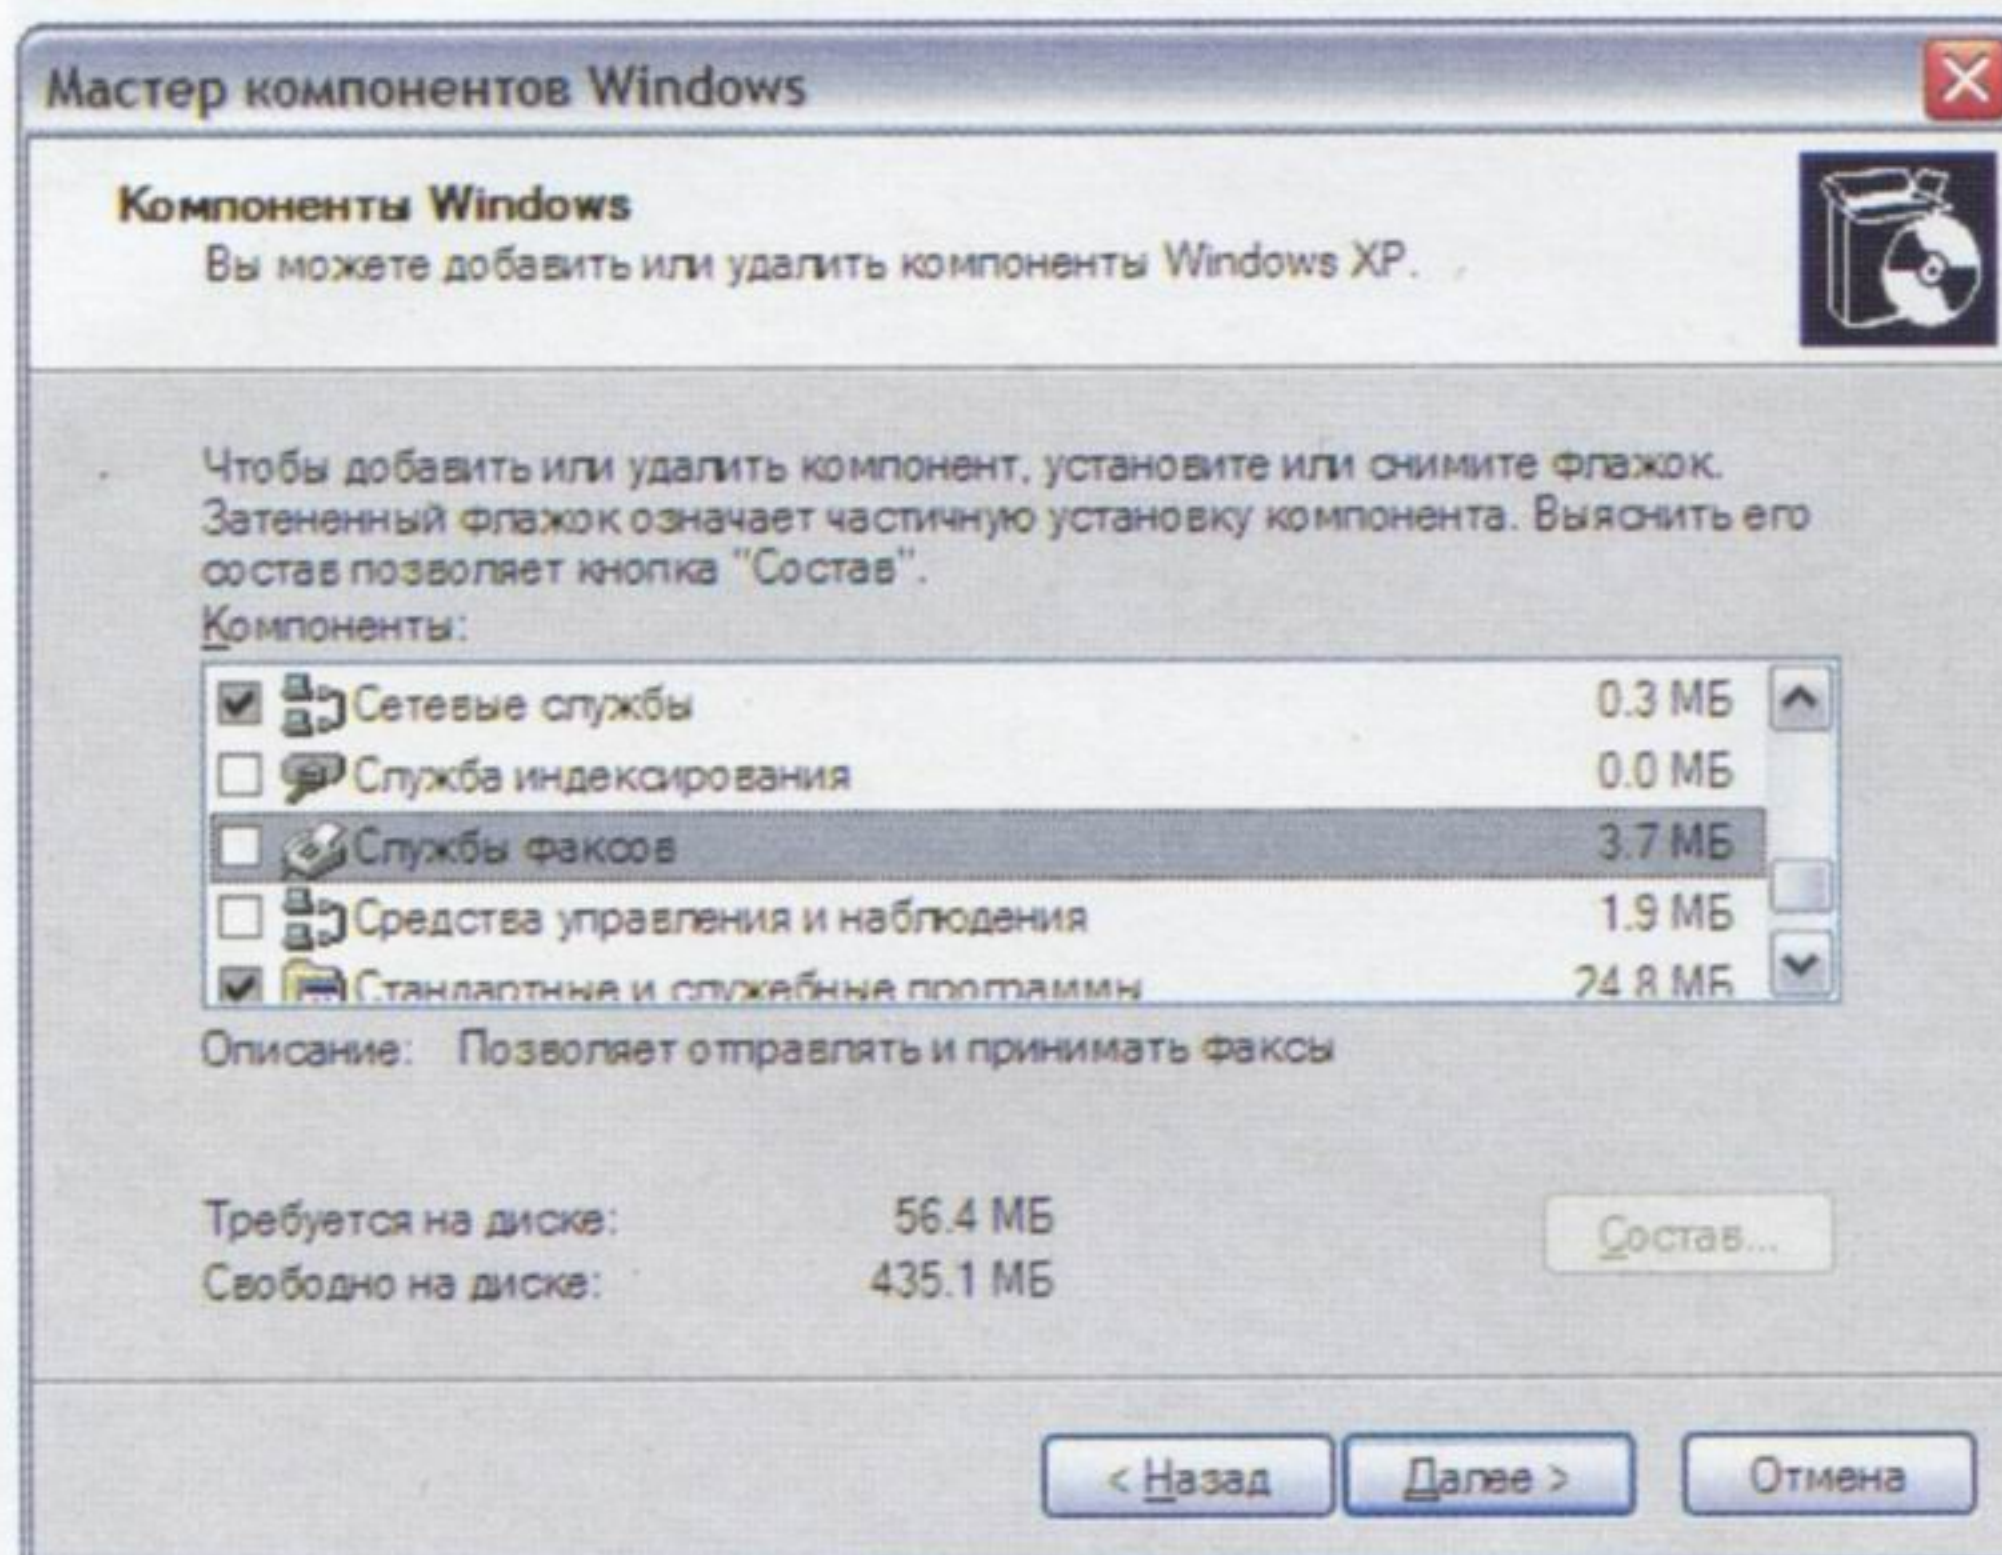 Мастер компонентов Windows
Компоненты Windows
Вы можете добавить или удалить компоненты Windows XP.
Чтобы добавить или удалить компонент, установите или снимите флажок.
Затененный флажок означает частичную установку компонента. Выяснить его
состав позволяет кнопка "Состав".
Компоненты:
Сетевые службы 0.3 МБ
Служба индексирования 0.0 МБ
Службы факсов 3.7 МБ
Средства управления и наблюдения 1.9 МБ
Стандартные и служебные программы 24.8 МБ
Описание: Позволяет отправлять и принимать факсы
Требуется на диске: 56.4 МБ
Состав...
Свободно на диске: 435.1 МБ
< Назад
Далее >
Отмена